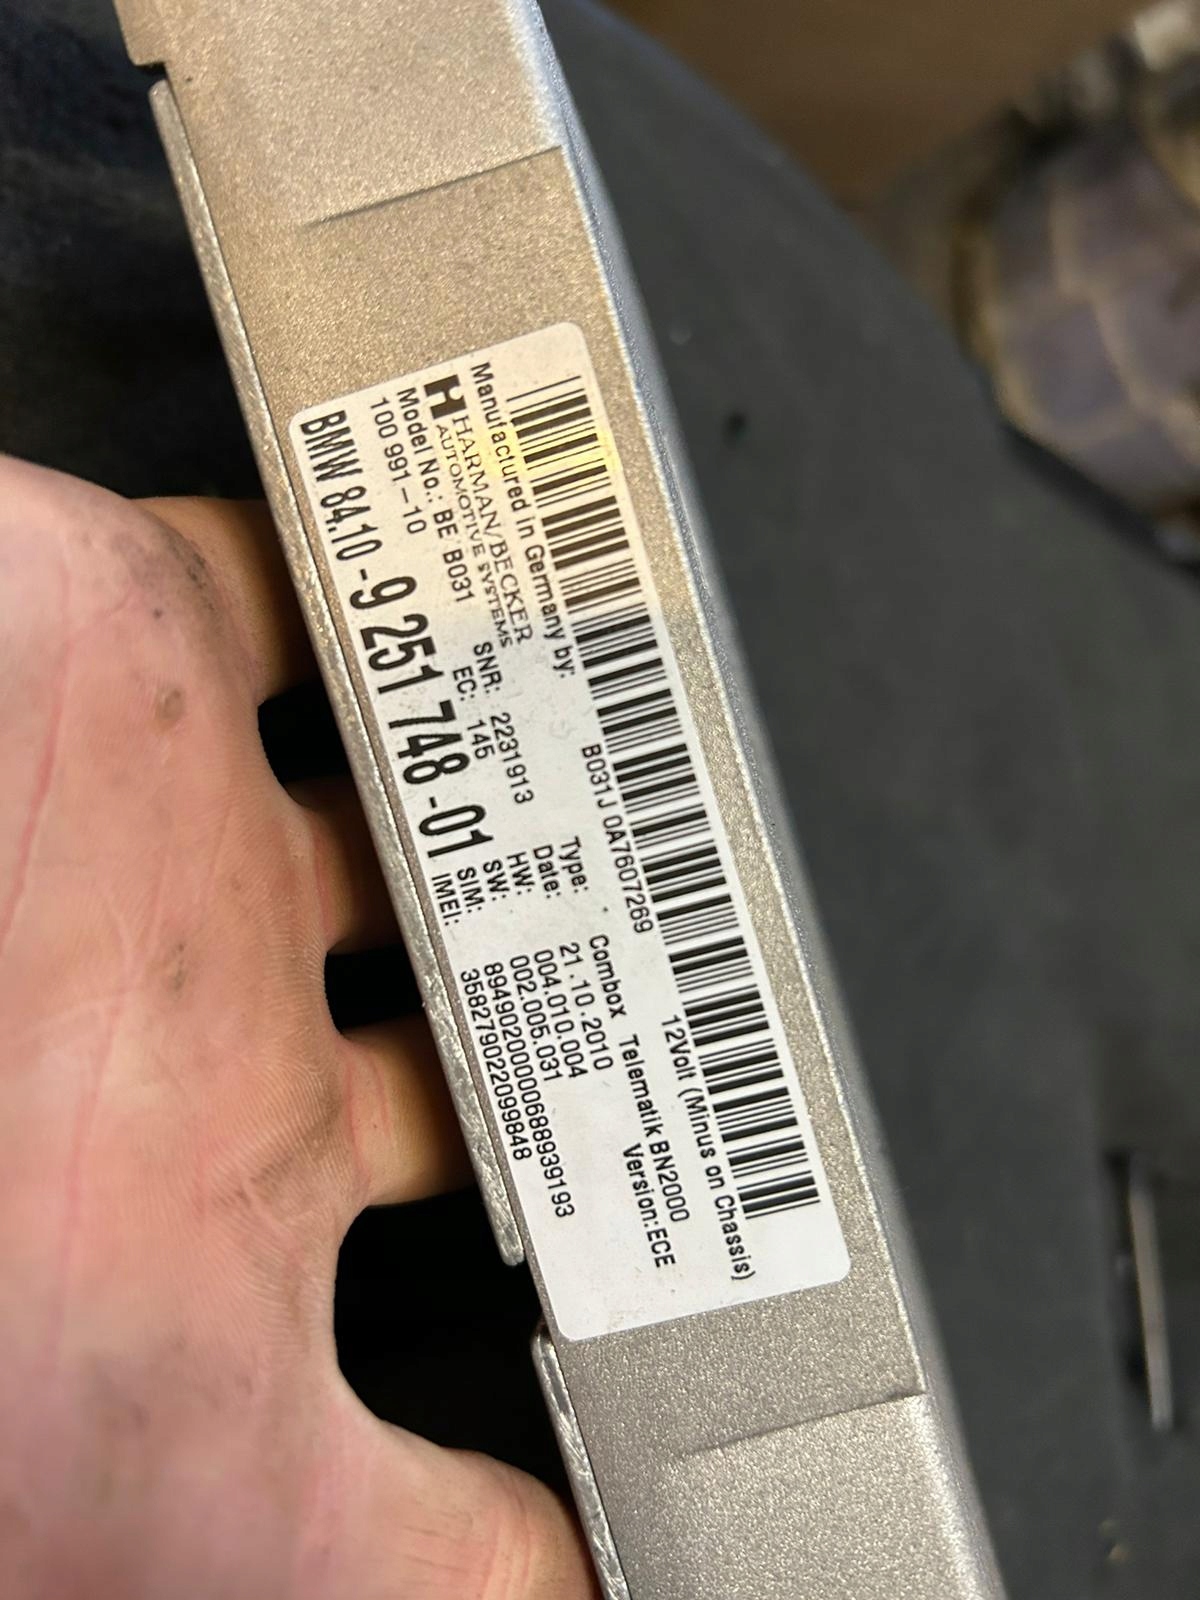 B031J 0A7607269
12Volt (Minus on Chassis)
Manufactured in Germany by:
HARMAN/BECKER
AUTOMOTIVE SYSTEMS
Model No.: BE B031
100 991-10
SNR: 2231913
EC: 145
BMW 84.10 - 9 251 748 - 01
Type: Combox Telematik BN2000
Version:ECE
Date: 21.10.2010
HW: 004.010.004
SW: 002.005.031
SIM: 89490200000688939193
IMEI: 358279022099848